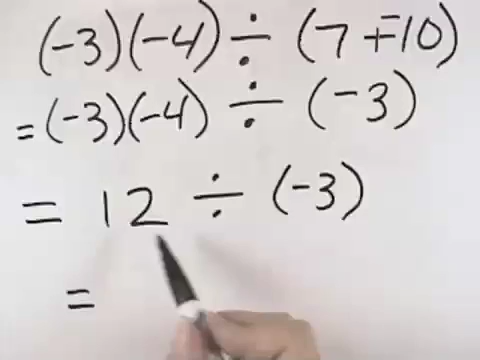 (-3)(-4) ÷ (7 + -10)
= (-3)(-4) ÷ (-3)
= 12 ÷ (-3)
=